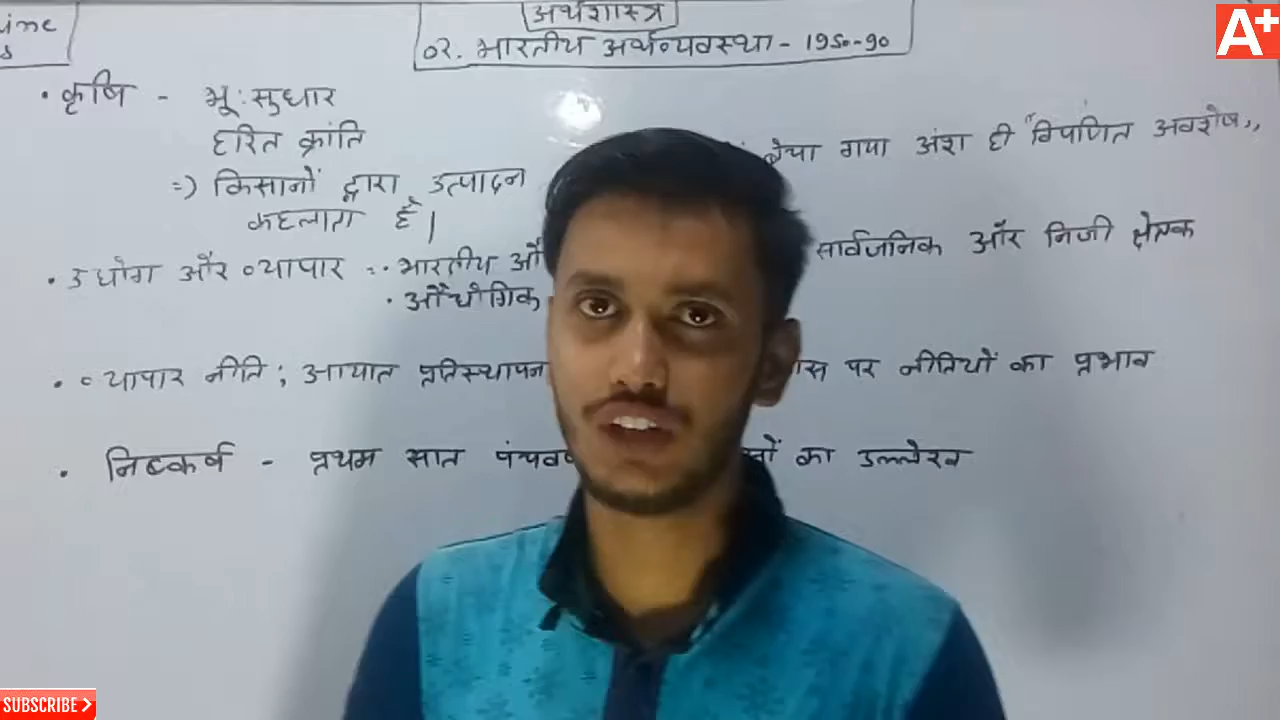 अर्थशास्त्र
02. भारतीय अर्थव्यवस्था - 1950-90
A+
• कृषि - भू: सुधार
हरित क्रांति
=) किसानों द्वारा उत्पादन बेचा गया अंश ही "विपणित अवशेष,,
कहलाता है।
• उद्योग और व्यापार :- • भारतीय सार्वजनिक और निजी क्षेत्रक
• औद्योगिक
• व्यापार नीति ; आयात प्रतिस्थापन पर नीतियों का प्रभाव
• निष्कर्ष - प्रथम सात का उल्लेख
SUBSCRIBE >